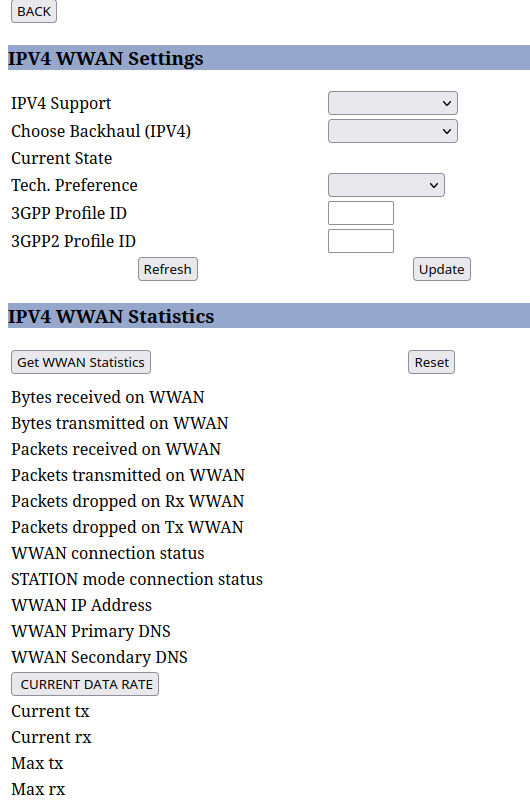 BACK
IPV4 WWAN Settings
IPV4 Support
Choose Backhaul (IPV4)
Current State
Tech. Preference
3GPP Profile ID
3GPP2 Profile ID
Refresh Update
IPV4 WWAN Statistics
Get WWAN Statistics Reset
Bytes received on WWAN
Bytes transmitted on WWAN
Packets received on WWAN
Packets transmitted on WWAN
Packets dropped on Rx WWAN
Packets dropped on Tx WWAN
WWAN connection status
STATION mode connection status
WWAN IP Address
WWAN Primary DNS
WWAN Secondary DNS
CURRENT DATA RATE
Current tx
Current rx
Max tx
Max rx